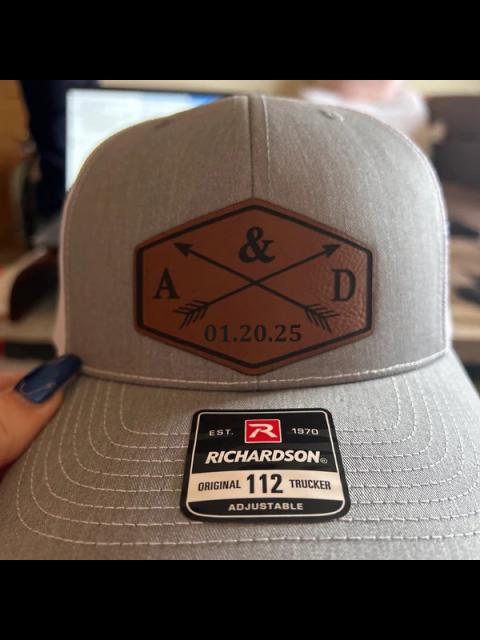 &
A D
01.20.25
EST. R 1970
RICHARDSON®
ORIGINAL 112 TRUCKER
ADJUSTABLE